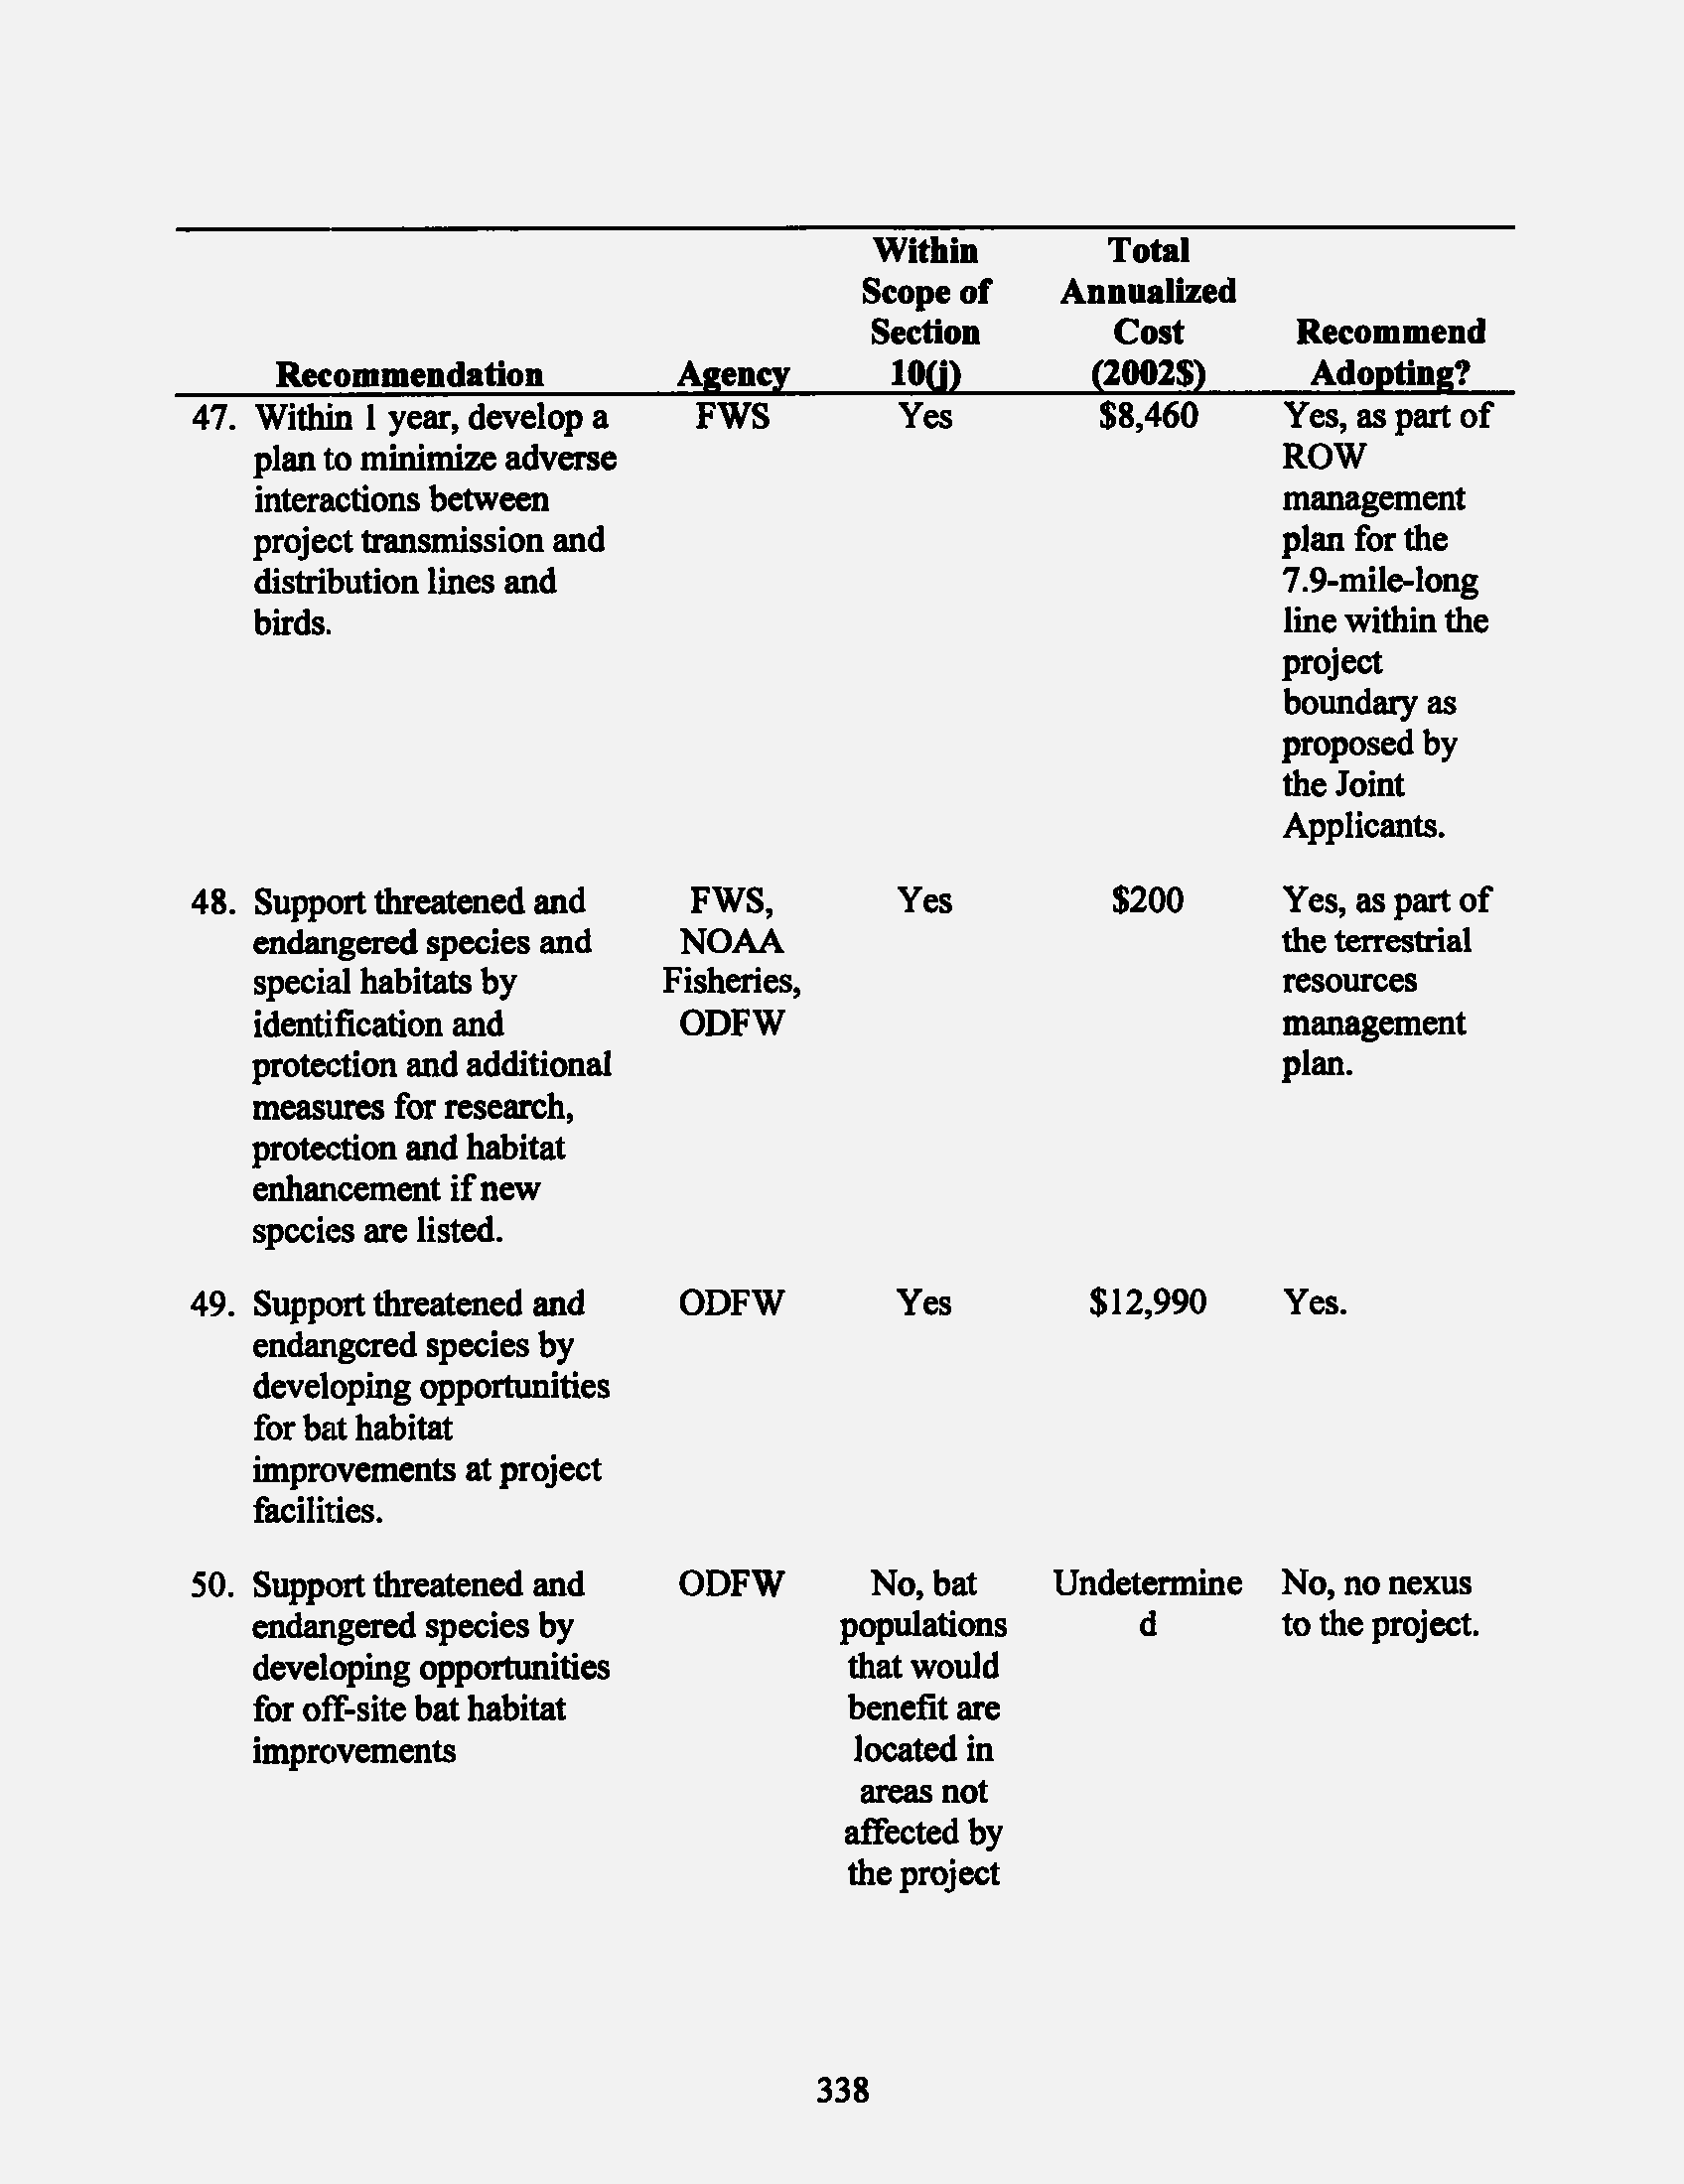 Within Scope of Section 10(j)
Total Annualized Cost (2002$)
Recommendation Agency Recommend Adopting?
47. Within 1 year, develop a FWS Yes $8,460 Yes, as part of
plan to minimize adverse ROW
interactions between management
project transmission and plan for the
distribution lines and 7.9-mile-long
birds. line within the
project
boundary as
proposed by
the Joint
Applicants.
48. Support threatened and FWS, Yes $200 Yes, as part of
endangered species and NOAA the terrestrial
special habitats by Fisheries, resources
identification and ODFW management
protection and additional plan.
measures for research,
protection and habitat
enhancement if new
species are listed.
49. Support threatened and ODFW Yes $12,990 Yes.
endangered species by
developing opportunities
for bat habitat
improvements at project
facilities.
50. Support threatened and ODFW No, bat Undetermine No, no nexus
endangered species by populations d to the project.
developing opportunities that would
for off-site bat habitat benefit are
improvements located in
areas not
affected by
the project
338